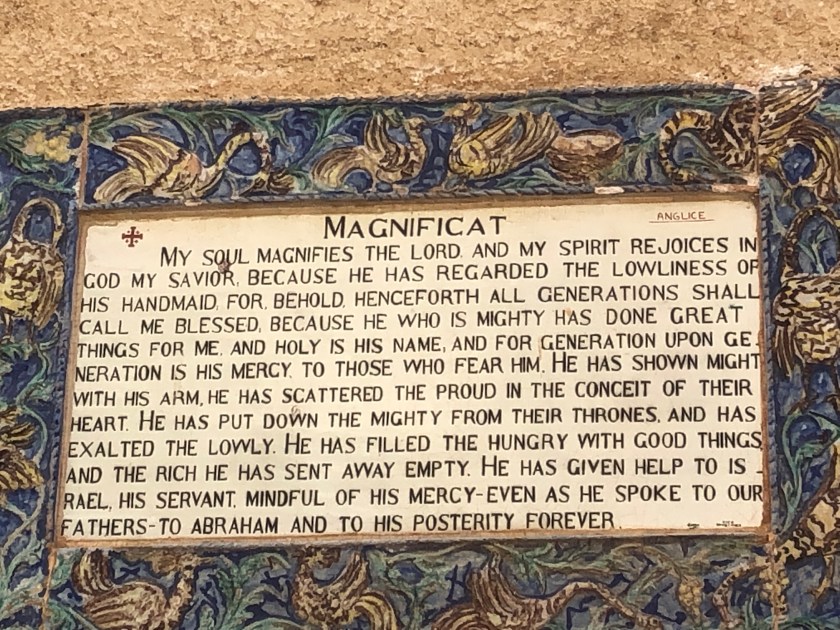 MAGNIFICAT
ANGLICE
MY SOUL MAGNIFIES THE LORD. AND MY SPIRIT REJOICES IN
GOD MY SAVIOR, BECAUSE HE HAS REGARDED THE LOWLINESS OF
HIS HANDMAID, FOR, BEHOLD, HENCEFORTH ALL GENERATIONS SHALL
CALL ME BLESSED, BECAUSE HE WHO IS MIGHTY HAS DONE GREAT
THINGS FOR ME, AND HOLY IS HIS NAME, AND FOR GENERATION UPON GE-
NERATION IS HIS MERCY, TO THOSE WHO FEAR HIM. HE HAS SHOWN MIGHT
WITH HIS ARM, HE HAS SCATTERED THE PROUD IN THE CONCEIT OF THEIR
HEART. HE HAS PUT DOWN THE MIGHTY FROM THEIR THRONES, AND HAS
EXALTED THE LOWLY. HE HAS FILLED THE HUNGRY WITH GOOD THINGS
AND THE RICH HE HAS SENT AWAY EMPTY. HE HAS GIVEN HELP TO IS-
RAEL, HIS SERVANT, MINDFUL OF HIS MERCY-EVEN AS HE SPOKE TO OUR
FATHERS-TO ABRAHAM AND TO HIS POSTERITY FOREVER.